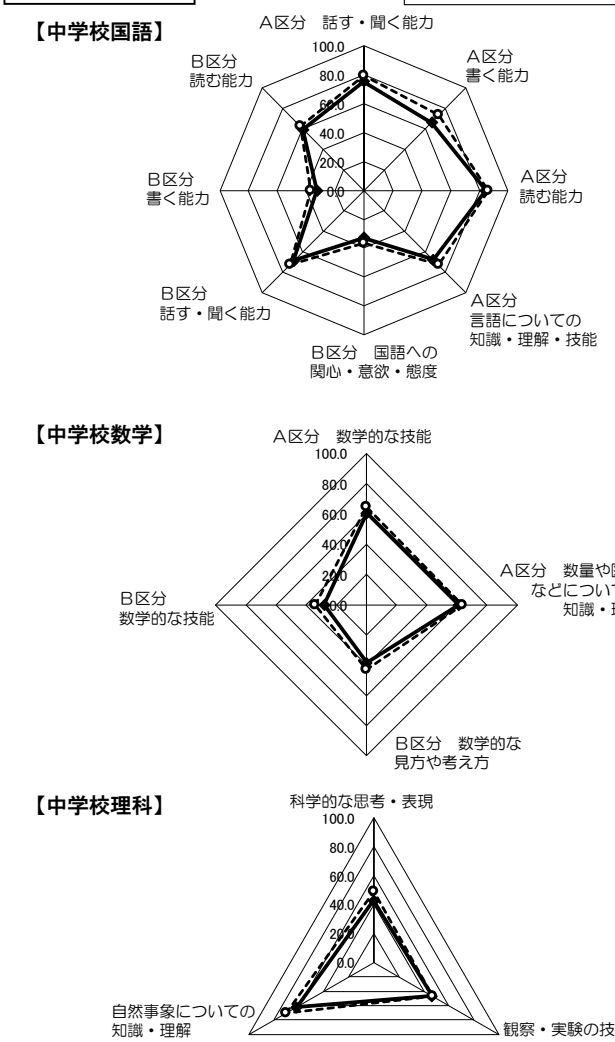 【中学校国語】
A区分 話す・聞く能力
100.0
80.0
60.0
40.0
20.0
0.0
A区分
書く能力
A区分
読む能力
A区分
言語についての
知識・理解・技能
B区分 国語への
関心・意欲・態度
B区分
話す・聞く能力
B区分
書く能力
B区分
読む能力
【中学校数学】
A区分 数学的な技能
100.0
80.0
60.0
40.0
20.0
0.0
A区分 数量や
などについ
知識・
B区分 数学的な
見方や考え方
B区分
数学的な技能
【中学校理科】
科学的な思考・表現
100.0
80.0
60.0
40.0
20.0
0.0
観察・実験の技
自然事象についての
知識・理解